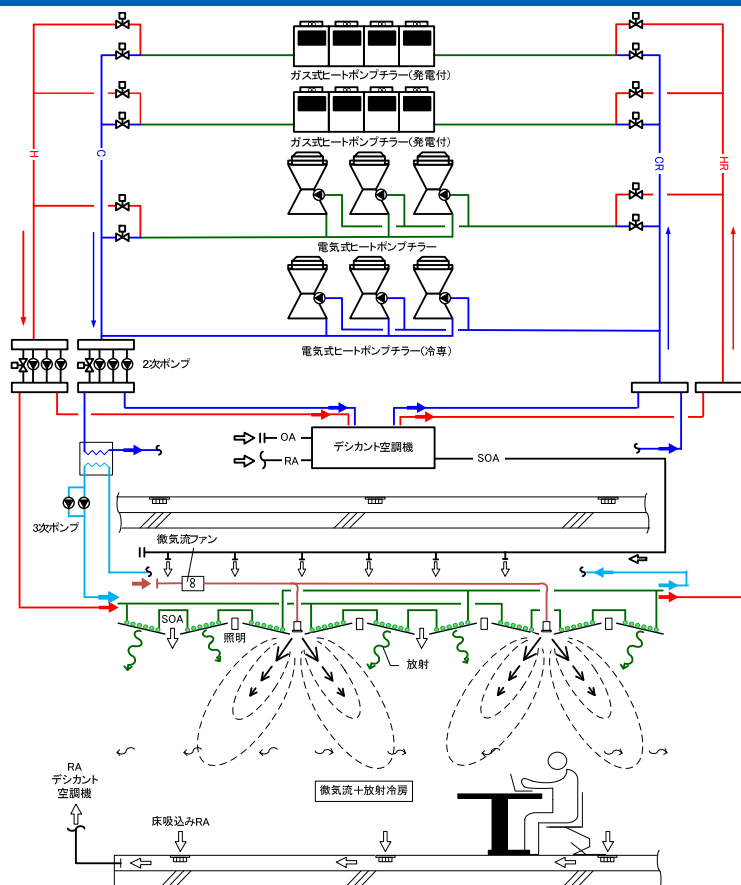 ガス式ヒートポンプチラー(発電付)
ガス式ヒートポンプチラー(発電付)
H
C
CR
HR
電気式ヒートポンプチラー
電気式ヒートポンプチラー(冷専)
2次ポンプ
OA
RA
デシカント空調機
SOA
3次ポンプ
微気流ファン
8
SOA
照明
放射
RA
デシカント
空調機
微気流+放射冷房
床吸込みRA